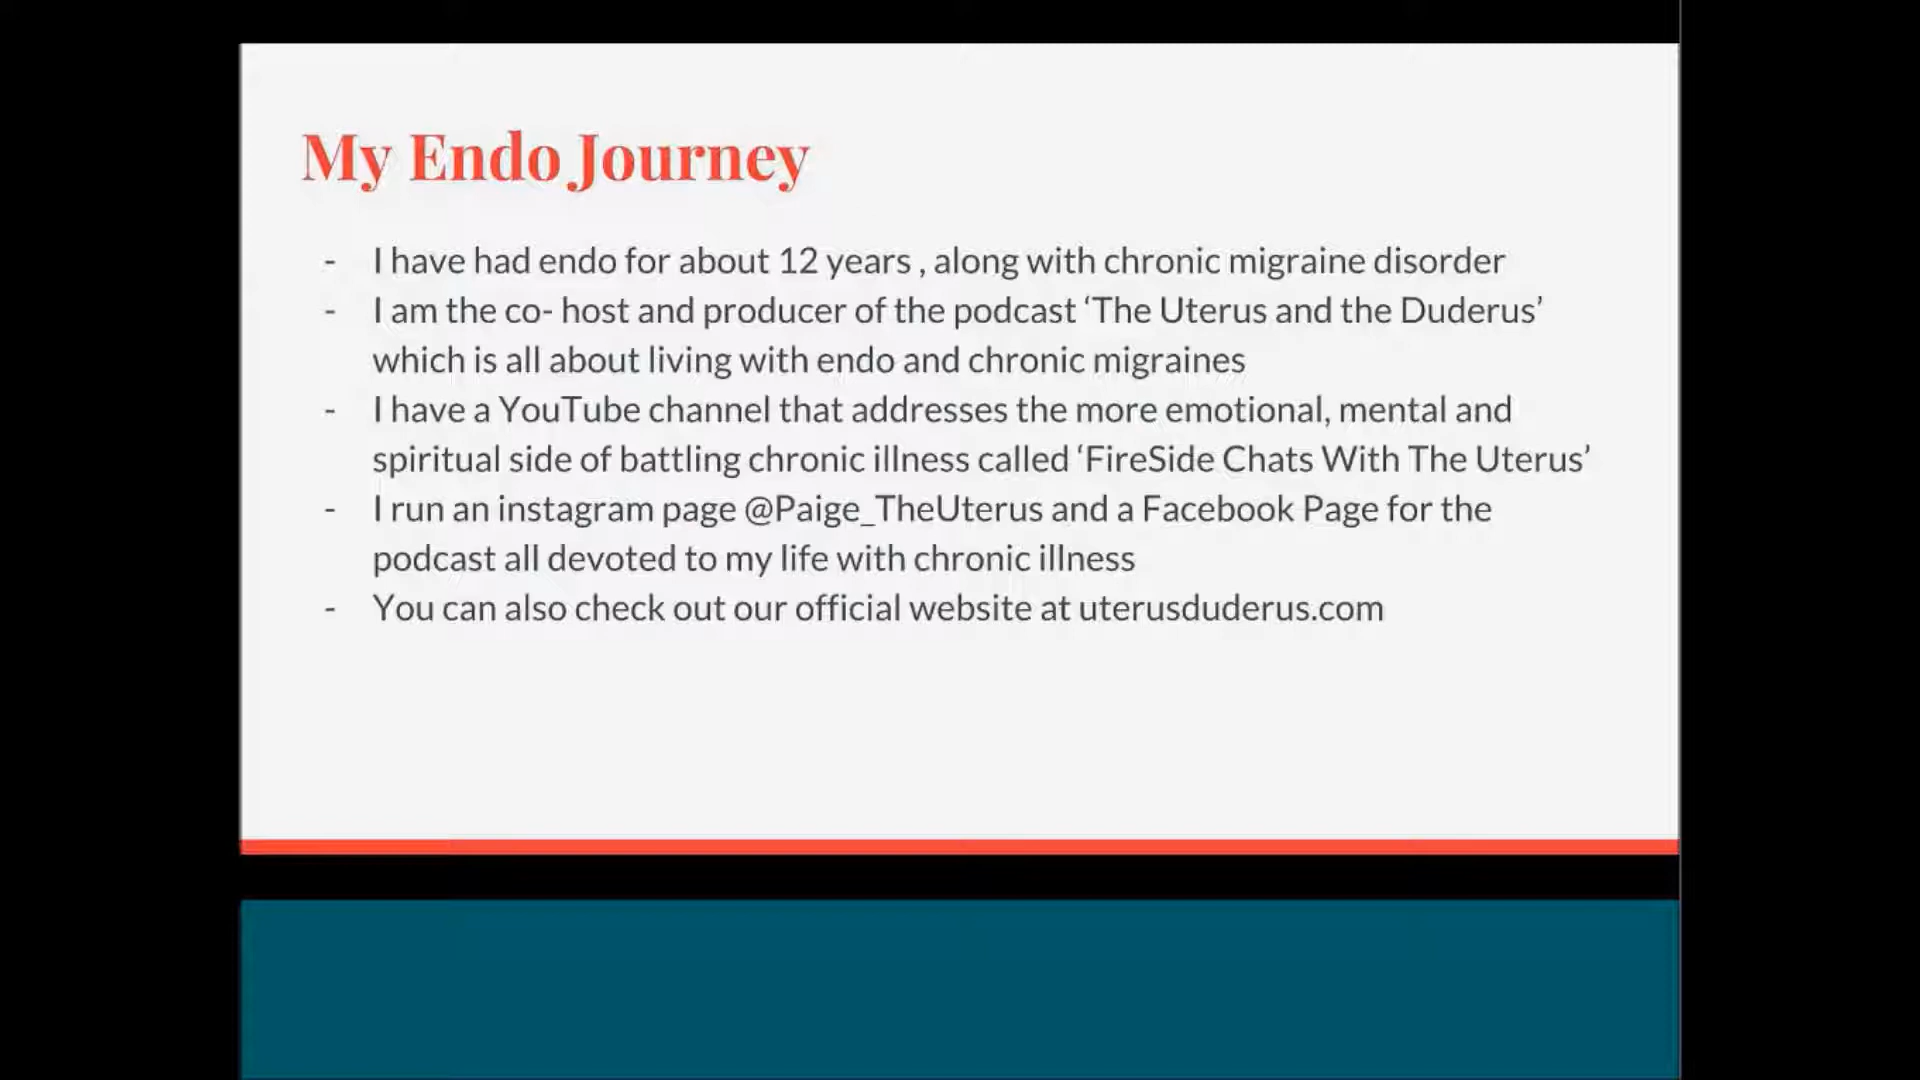 My Endo Journey
- I have had endo for about 12 years , along with chronic migraine disorder
- I am the co- host and producer of the podcast ‘The Uterus and the Duderus’
which is all about living with endo and chronic migraines
- I have a YouTube channel that addresses the more emotional, mental and
spiritual side of battling chronic illness called ‘FireSide Chats With The Uterus’
- I run an instagram page @Paige_TheUterus and a Facebook Page for the
podcast all devoted to my life with chronic illness
- You can also check out our official website at uterusduderus.com